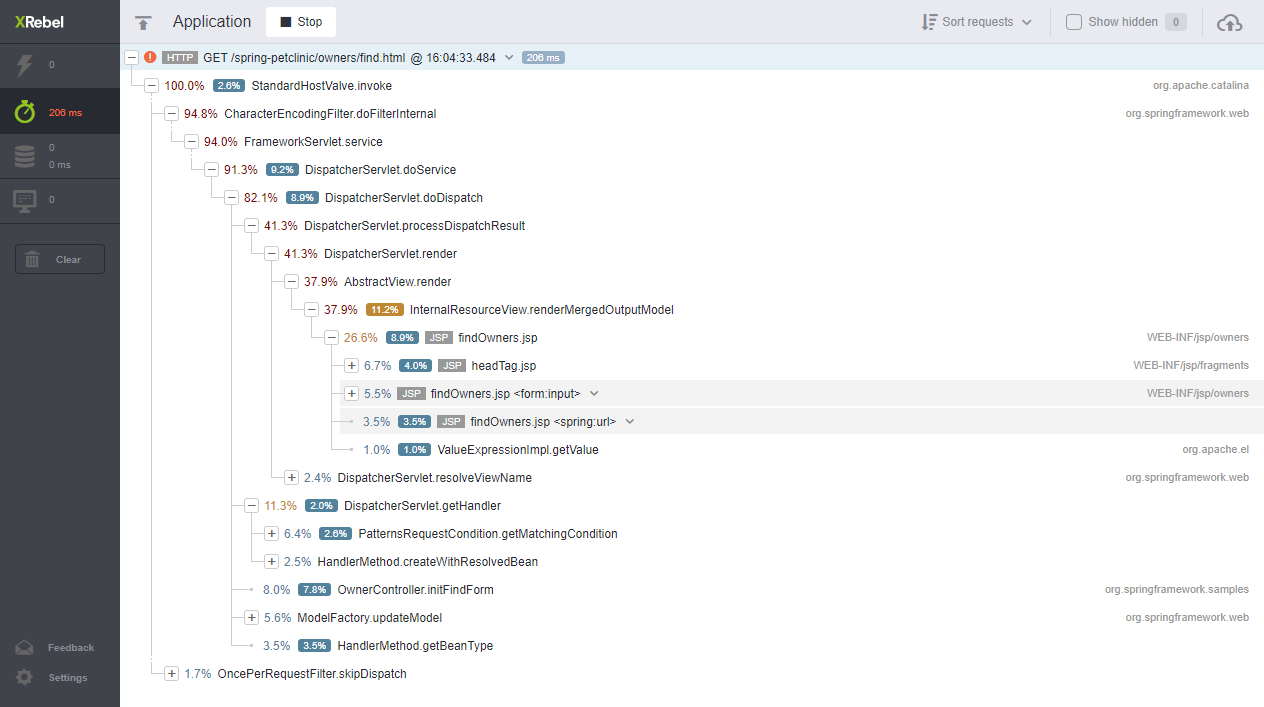 XRebel
Application
Stop
Sort requests
Show hidden 0
0
206 ms
0
0 ms
0
Clear
Feedback
Settings
! HTTP GET /spring-petclinic/owners/find.html @ 16:04:33.484 206 ms
100.0% 2.6% StandardHostValve.invoke org.apache.catalina
94.8% CharacterEncodingFilter.doFilterInternal org.springframework.web
94.0% FrameworkServlet.service
91.3% 9.2% DispatcherServlet.doService
82.1% 8.9% DispatcherServlet.doDispatch
41.3% DispatcherServlet.processDispatchResult
41.3% DispatcherServlet.render
37.9% AbstractView.render
37.9% 11.2% InternalResourceView.renderMergedOutputModel
26.6% 8.9% JSP findOwners.jsp WEB-INF/jsp/owners
6.7% 4.0% JSP headTag.jsp WEB-INF/jsp/fragments
5.5% JSP findOwners.jsp <form:input> WEB-INF/jsp/owners
3.5% 3.5% JSP findOwners.jsp <spring:url>
1.0% 1.0% ValueExpressionImpl.getValue org.apache.el
2.4% DispatcherServlet.resolveViewName org.springframework.web
11.3% 2.0% DispatcherServlet.getHandler
6.4% 2.6% PatternsRequestCondition.getMatchingCondition
2.5% HandlerMethod.createWithResolvedBean
8.0% 7.8% OwnerController.initFindForm org.springframework.samples
5.6% ModelFactory.updateModel org.springframework.web
3.5% 3.5% HandlerMethod.getBeanType
1.7% OncePerRequestFilter.skipDispatch